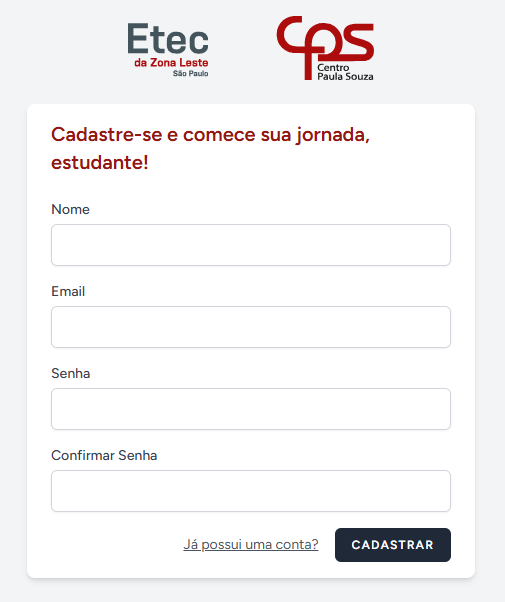 Etec
da Zona Leste
São Paulo
cps
Centro
Paula Souza
Cadastre-se e comece sua jornada,
estudante!
Nome
Email
Senha
Confirmar Senha
Já possui uma conta?
CADASTRAR